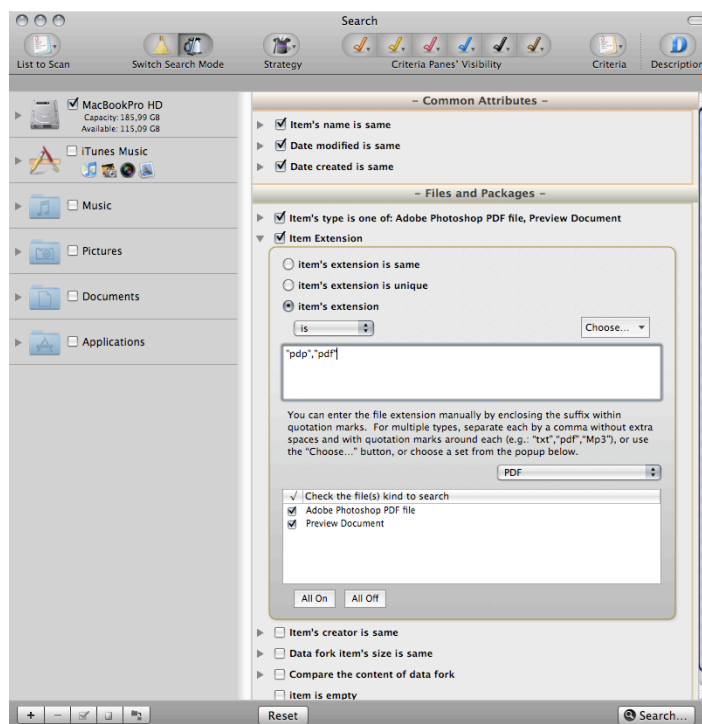 Search
List to Scan
Switch Search Mode
Strategy
Criteria Panes' Visibility
Criteria
Description
MacBookPro HD
Capacity: 185,99 GB
Available: 115,09 GB
iTunes Music
Music
Pictures
Documents
Applications
– Common Attributes –
Item's name is same
Date modified is same
Date created is same
– Files and Packages –
Item's type is one of: Adobe Photoshop PDF file, Preview Document
Item Extension
item's extension is same
item's extension is unique
item's extension
is
Choose...
"pdp","pdf"
You can enter the file extension manually by enclosing the suffix within
quotation marks. For multiple types, separate each by a comma without extra
spaces and with quotation marks around each (e.g.: "txt","pdf","Mp3"), or use
the "Choose..." button, or choose a set from the popup below.
PDF
√ Check the file(s) kind to search
Adobe Photoshop PDF file
Preview Document
All On
All Off
Item's creator is same
Data fork item's size is same
Compare the content of data fork
item is empty
Reset
Search...